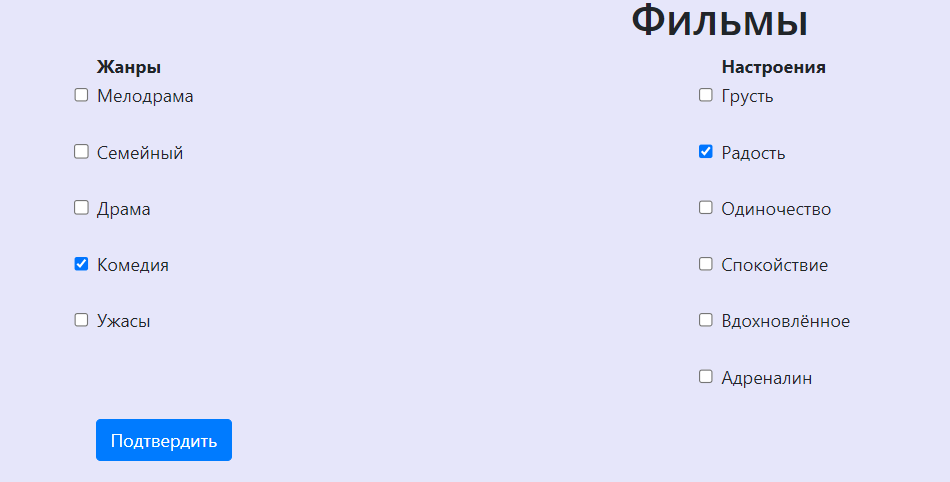 Фильмы
Жанры
Мелодрама
Семейный
Драма
Комедия
Ужасы
Настроения
Грусть
Радость
Одиночество
Спокойствие
Вдохновлённое
Адреналин
Подтвердить